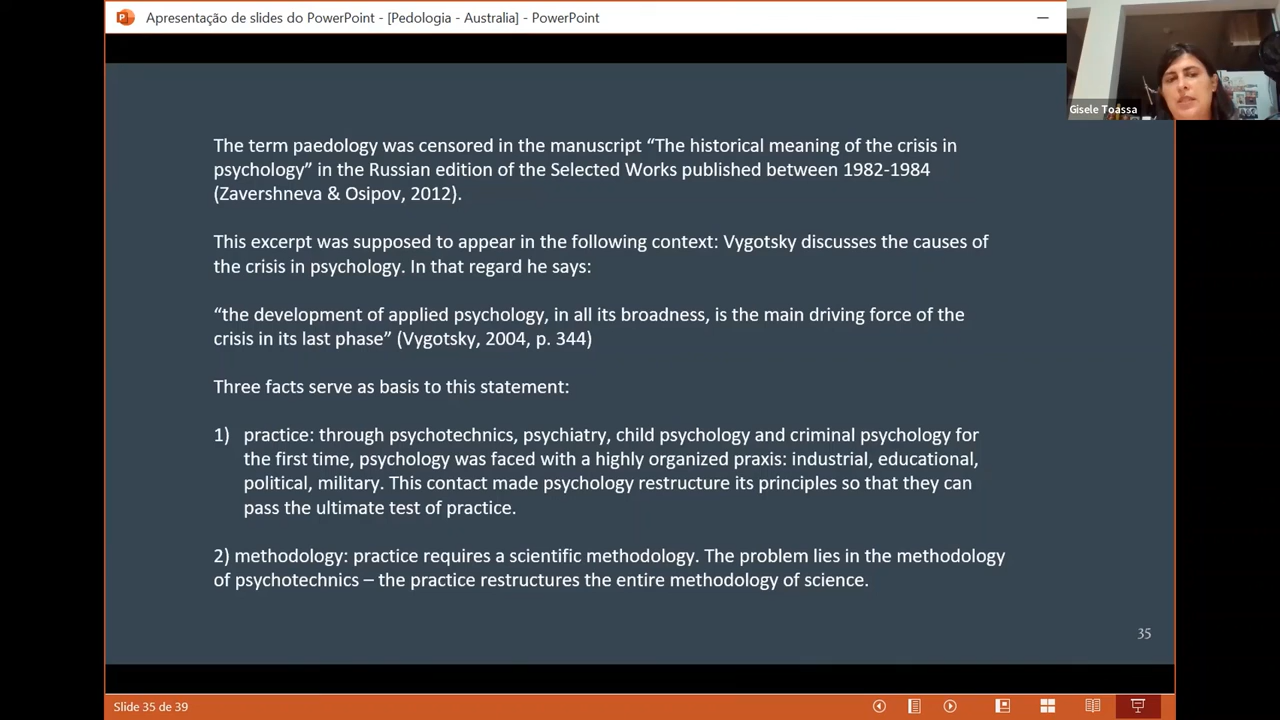 Apresentação de slides do PowerPoint - [Pedologia - Australia] - PowerPoint
Gisele Toassa
The term paedology was censored in the manuscript “The historical meaning of the crisis in
psychology” in the Russian edition of the Selected Works published between 1982-1984
(Zavershneva & Osipov, 2012).
This excerpt was supposed to appear in the following context: Vygotsky discusses the causes of
the crisis in psychology. In that regard he says:
“the development of applied psychology, in all its broadness, is the main driving force of the
crisis in its last phase” (Vygotsky, 2004, p. 344)
Three facts serve as basis to this statement:
1) practice: through psychotechnics, psychiatry, child psychology and criminal psychology for
the first time, psychology was faced with a highly organized praxis: industrial, educational,
political, military. This contact made psychology restructure its principles so that they can
pass the ultimate test of practice.
2) methodology: practice requires a scientific methodology. The problem lies in the methodology
of psychotechnics – the practice restructures the entire methodology of science.
35
Slide 35 de 39